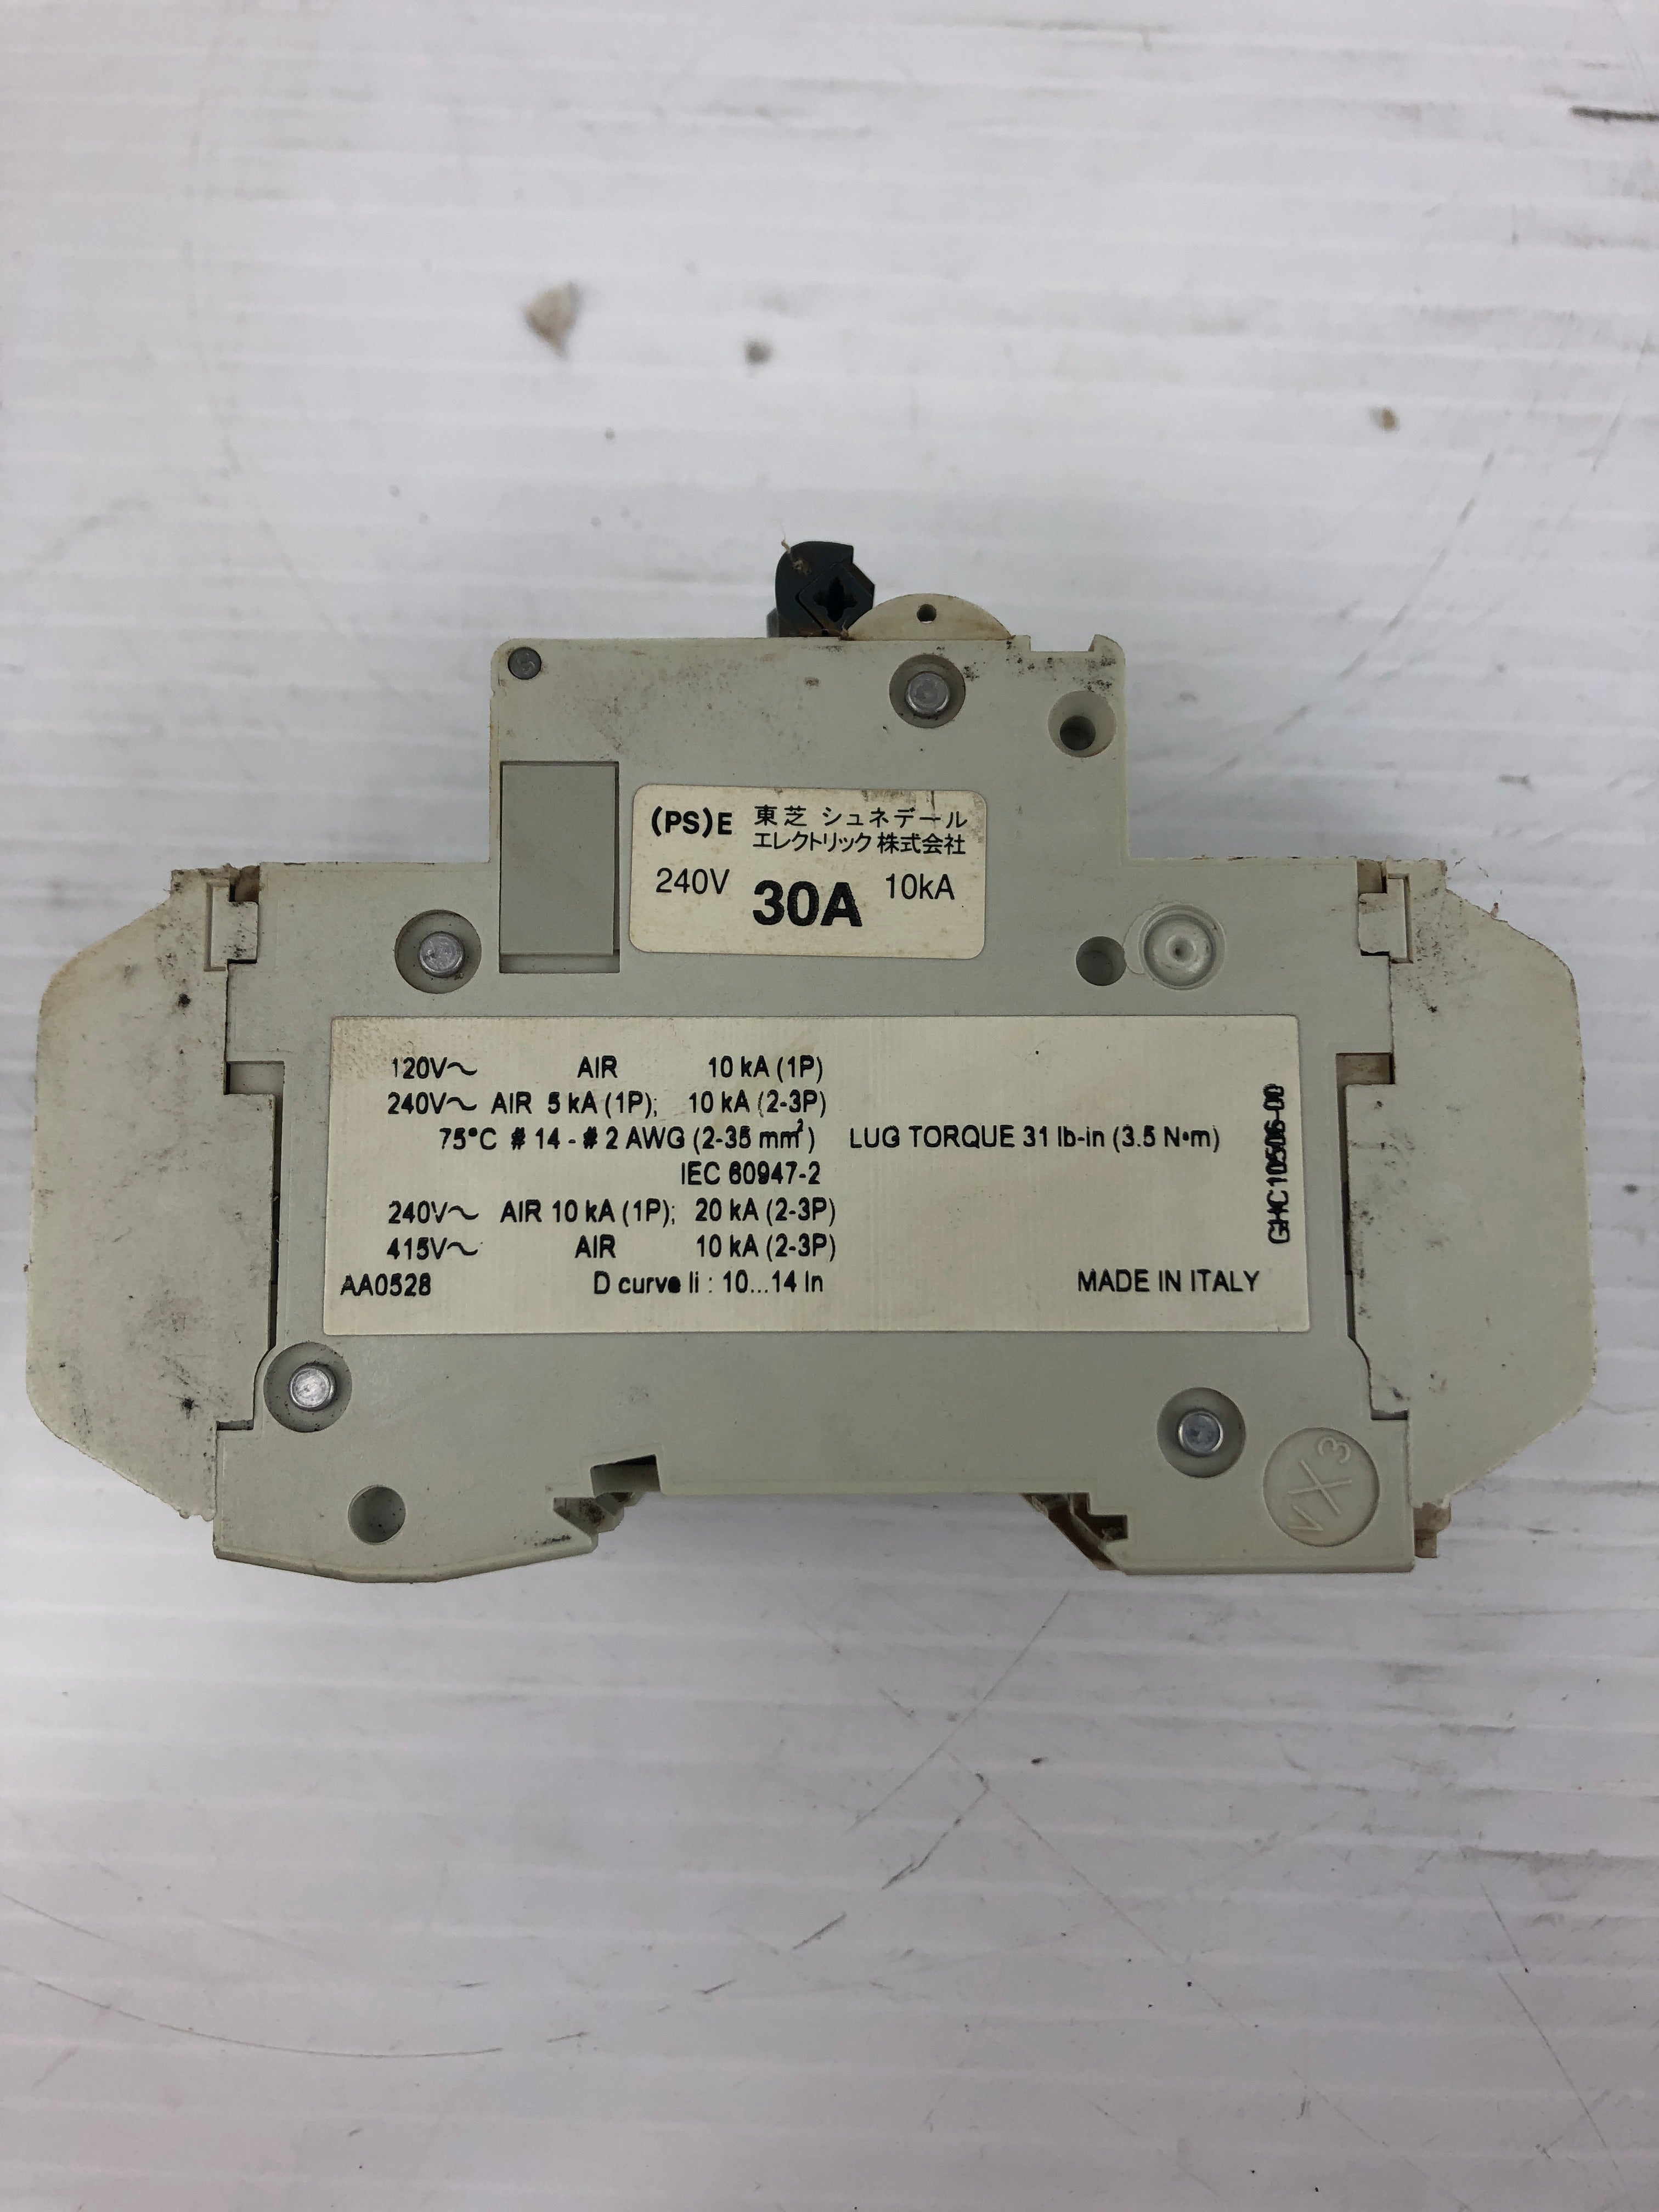 (PS)E 東芝 シュネデール
エレクトリック 株式会社
240V 30A 10kA
120V~ AIR 10 kA (1P)
240V~ AIR 5 kA (1P); 10 kA (2-3P)
75°C # 14 - # 2 AWG (2-35 mm²) LUG TORQUE 31 lb-in (3.5 N•m)
IEC 60947-2
240V~ AIR 10 kA (1P); 20 kA (2-3P)
415V~ AIR 10 kA (2-3P)
AA0528 D curve Ii : 10...14 In MADE IN ITALY
GHC10506-00